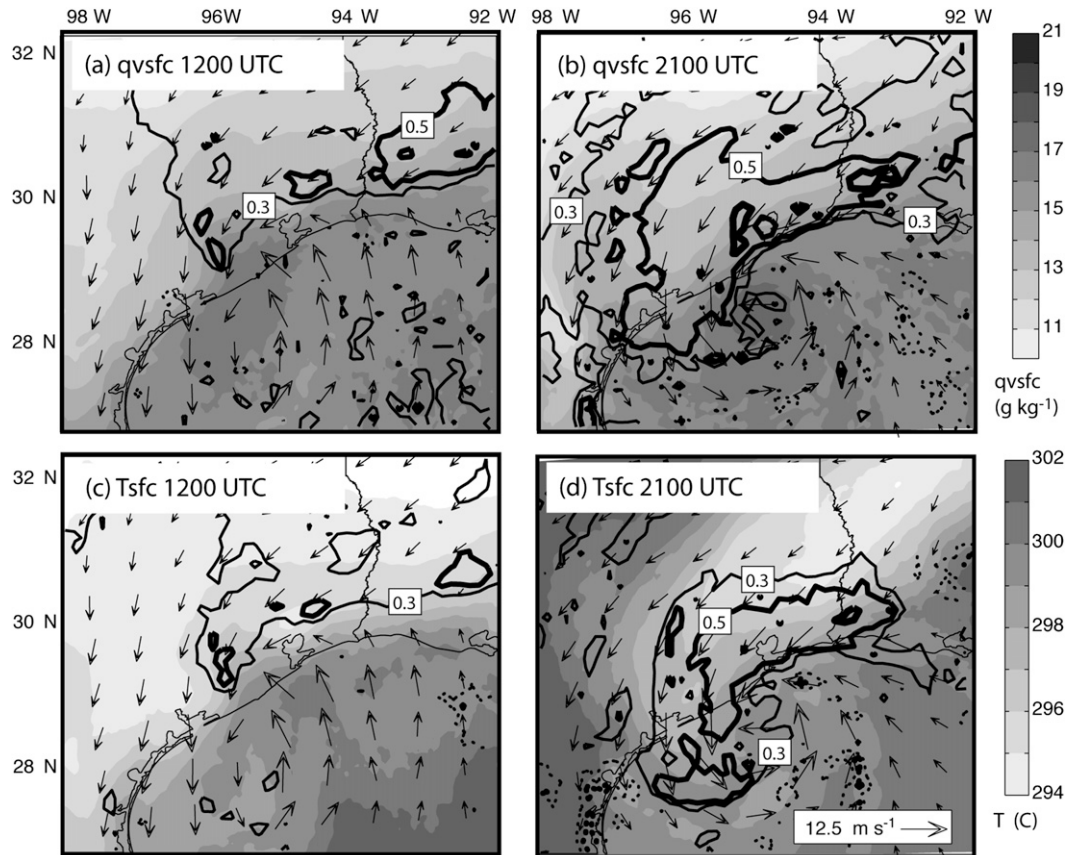 98 W 96W 94 W 92 W 98 W 96W 94 W 92 W
32 N
30 N
28 N
(a) qvsfc 1200 UTC
0.5
0.3
(b) qvsfc 2100 UTC
0.5
0.3
0.3
21
19
17
15
13
11
qvsfc
(g kg-1)
32 N
30 N
28 N
(c) Tsfc 1200 UTC
0.3
(d) Tsfc 2100 UTC
0.3
0.5
0.3
12.5 m s-1
302
300
298
296
294
T (C)